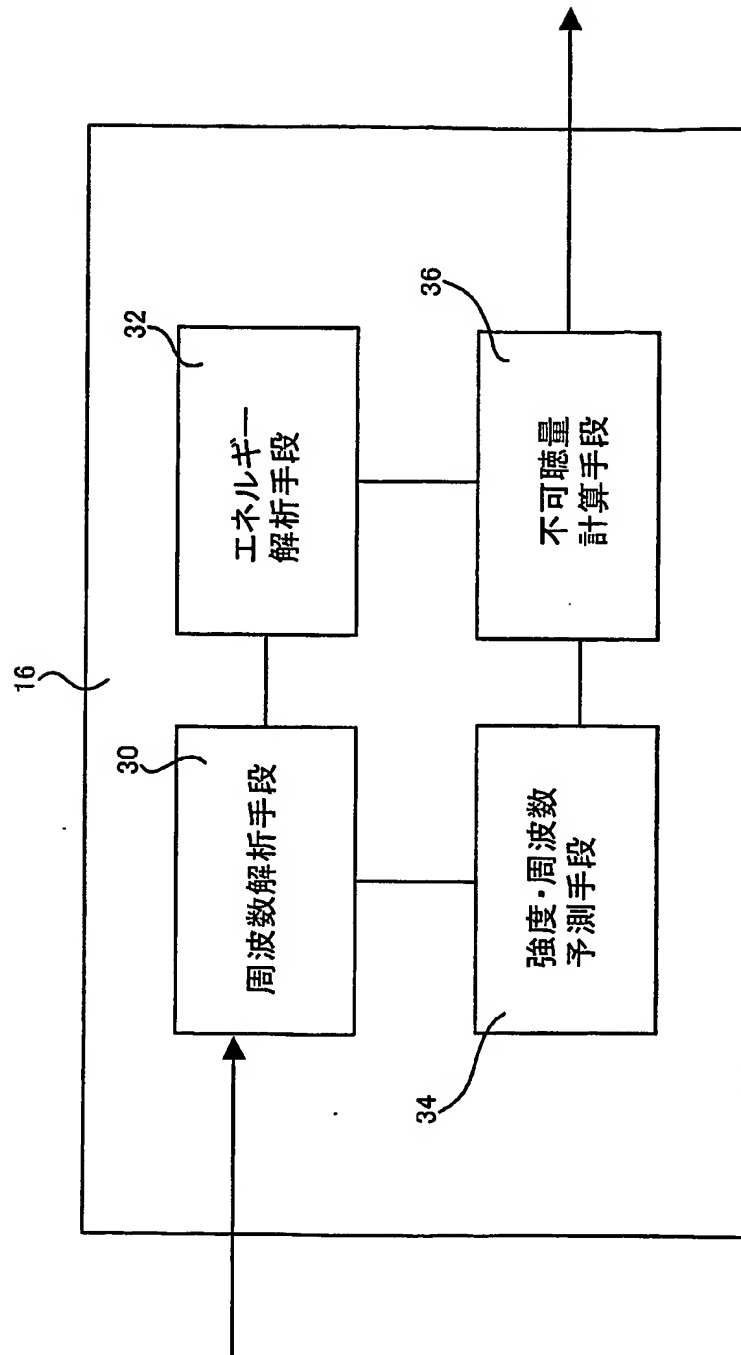 16
30
周波数解析手段
32
エネルギー
解析手段
34
強度・周波数
予測手段
36
不可聴量
計算手段